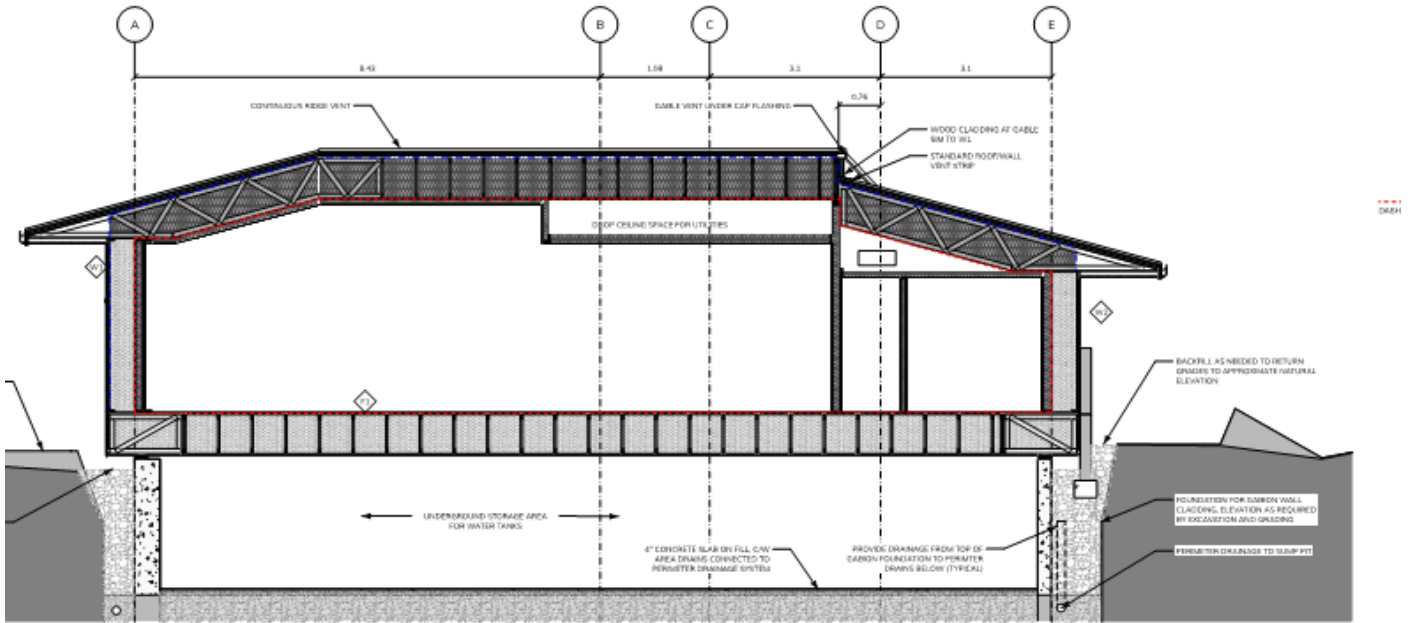 A
B
C
D
E
8.43
1.98
3.1
3.1
0.76
CONTINUOUS RIDGE VENT
GABLE VENT UNDER CAP FLASHING
WOOD CLADDING AT GABLE
SIM TO W1
STANDARD ROOF/WALL
VENT STRIP
DASH
DROP CEILING SPACE FOR UTILITIES
W1
W2
BACKFILL AS NEEDED TO RETURN
GRADES TO APPROXIMATE NATURAL
ELEVATION
F1
UNDERGROUND STORAGE AREA
FOR WATER TANKS
FOUNDATION FOR GABION WALL
CLADDING, ELEVATION AS REQUIRED
BY EXCAVATION AND GRADING
4" CONCRETE SLAB ON FILL, C/W
AREA DRAINS CONNECTED TO
PERIMETER DRAINAGE SYSTEM
PROVIDE DRAINAGE FROM TOP OF
GABION FOUNDATION TO PERIMTER
DRAINS BELOW (TYPICAL)
PERIMETER DRAINAGE TO SUMP PIT